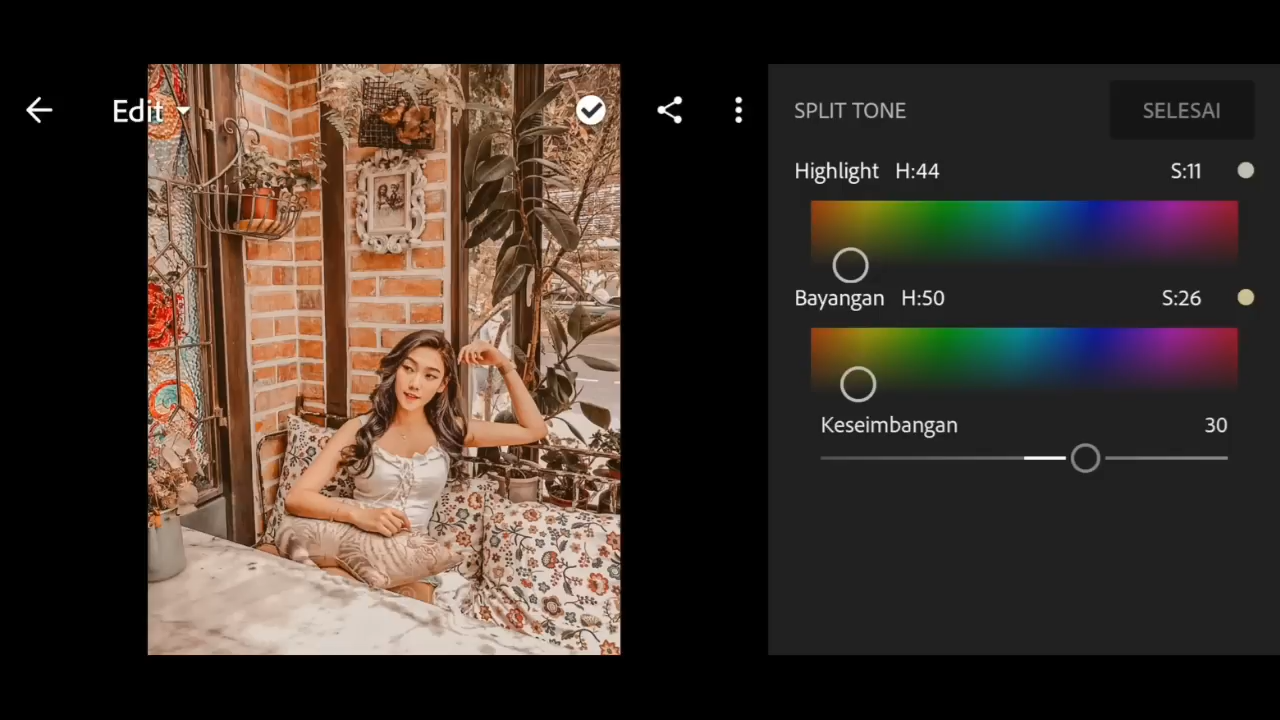 Edit
SPLIT TONE
SELESAI
Highlight H:44 S:11
Bayangan H:50 S:26
Keseimbangan 30